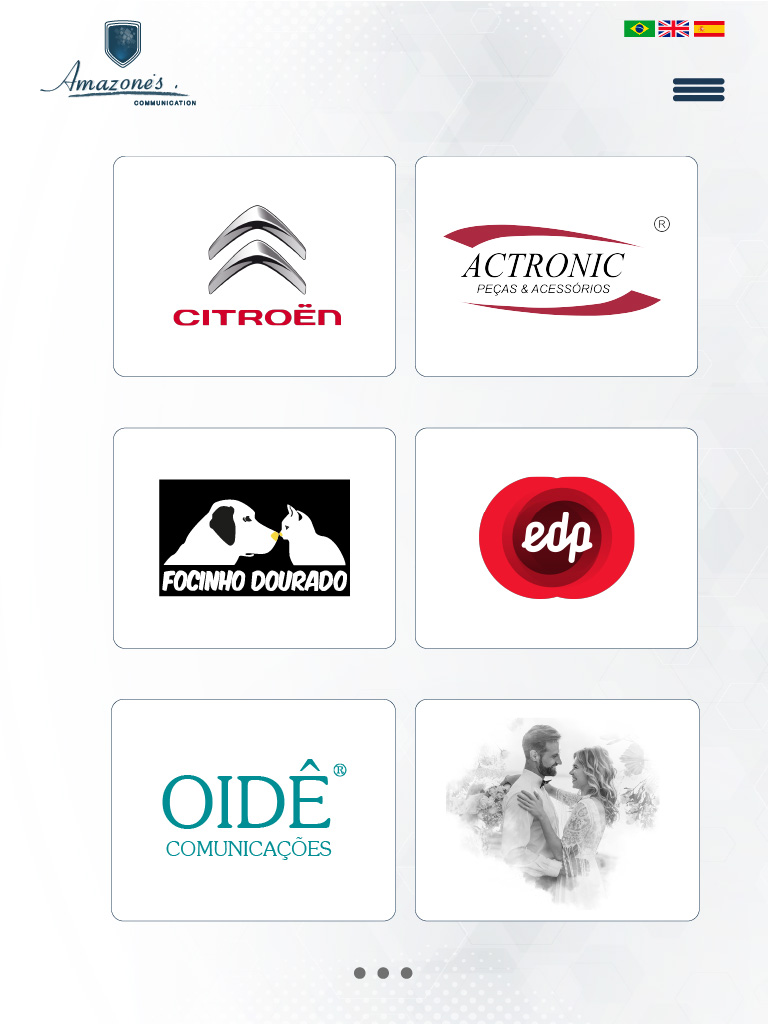 Amazone's.
COMMUNICATION
CITROËN
®
ACTRONIC
PEÇAS & ACESSÓRIOS
FOCINHO DOURADO
edp
OIDÊ®
COMUNICAÇÕES